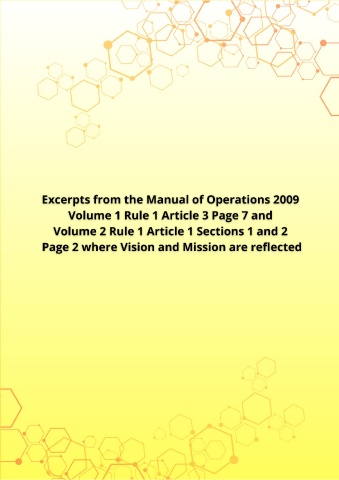 Excerpts from the Manual of Operations 2009
Volume 1 Rule 1 Article 3 Page 7 and
Volume 2 Rule 1 Article 1 Sections 1 and 2
Page 2 where Vision and Mission are reflected